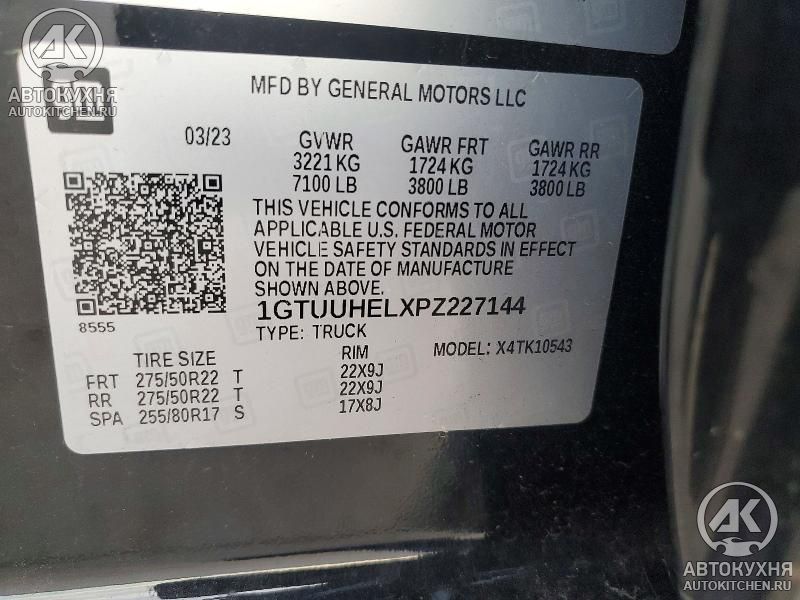 АК
АВТОКУХНЯ
AUTOKITCHEN.RU
MFD BY GENERAL MOTORS LLC
03/23 GVWR GAWR FRT GAWR RR
3221 KG 1724 KG 1724 KG
7100 LB 3800 LB 3800 LB
THIS VEHICLE CONFORMS TO ALL
APPLICABLE U.S. FEDERAL MOTOR
VEHICLE SAFETY STANDARDS IN EFFECT
ON THE DATE OF MANUFACTURE
SHOWN ABOVE.
1GTUUHELXPZ227144
8555
TYPE: TRUCK
TIRE SIZE RIM MODEL: X4TK10543
FRT 275/50R22 T 22X9J
RR 275/50R22 T 22X9J
SPA 255/80R17 S 17X8J
АК
АВТОКУХНЯ
AUTOKITCHEN.RU